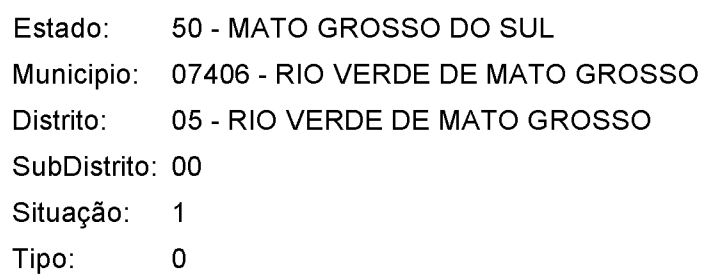 Estado: 50 - MATO GROSSO DO SUL
Municipio: 07406 - RIO VERDE DE MATO GROSSO
Distrito: 05 - RIO VERDE DE MATO GROSSO
SubDistrito: 00
Situação: 1
Tipo: 0